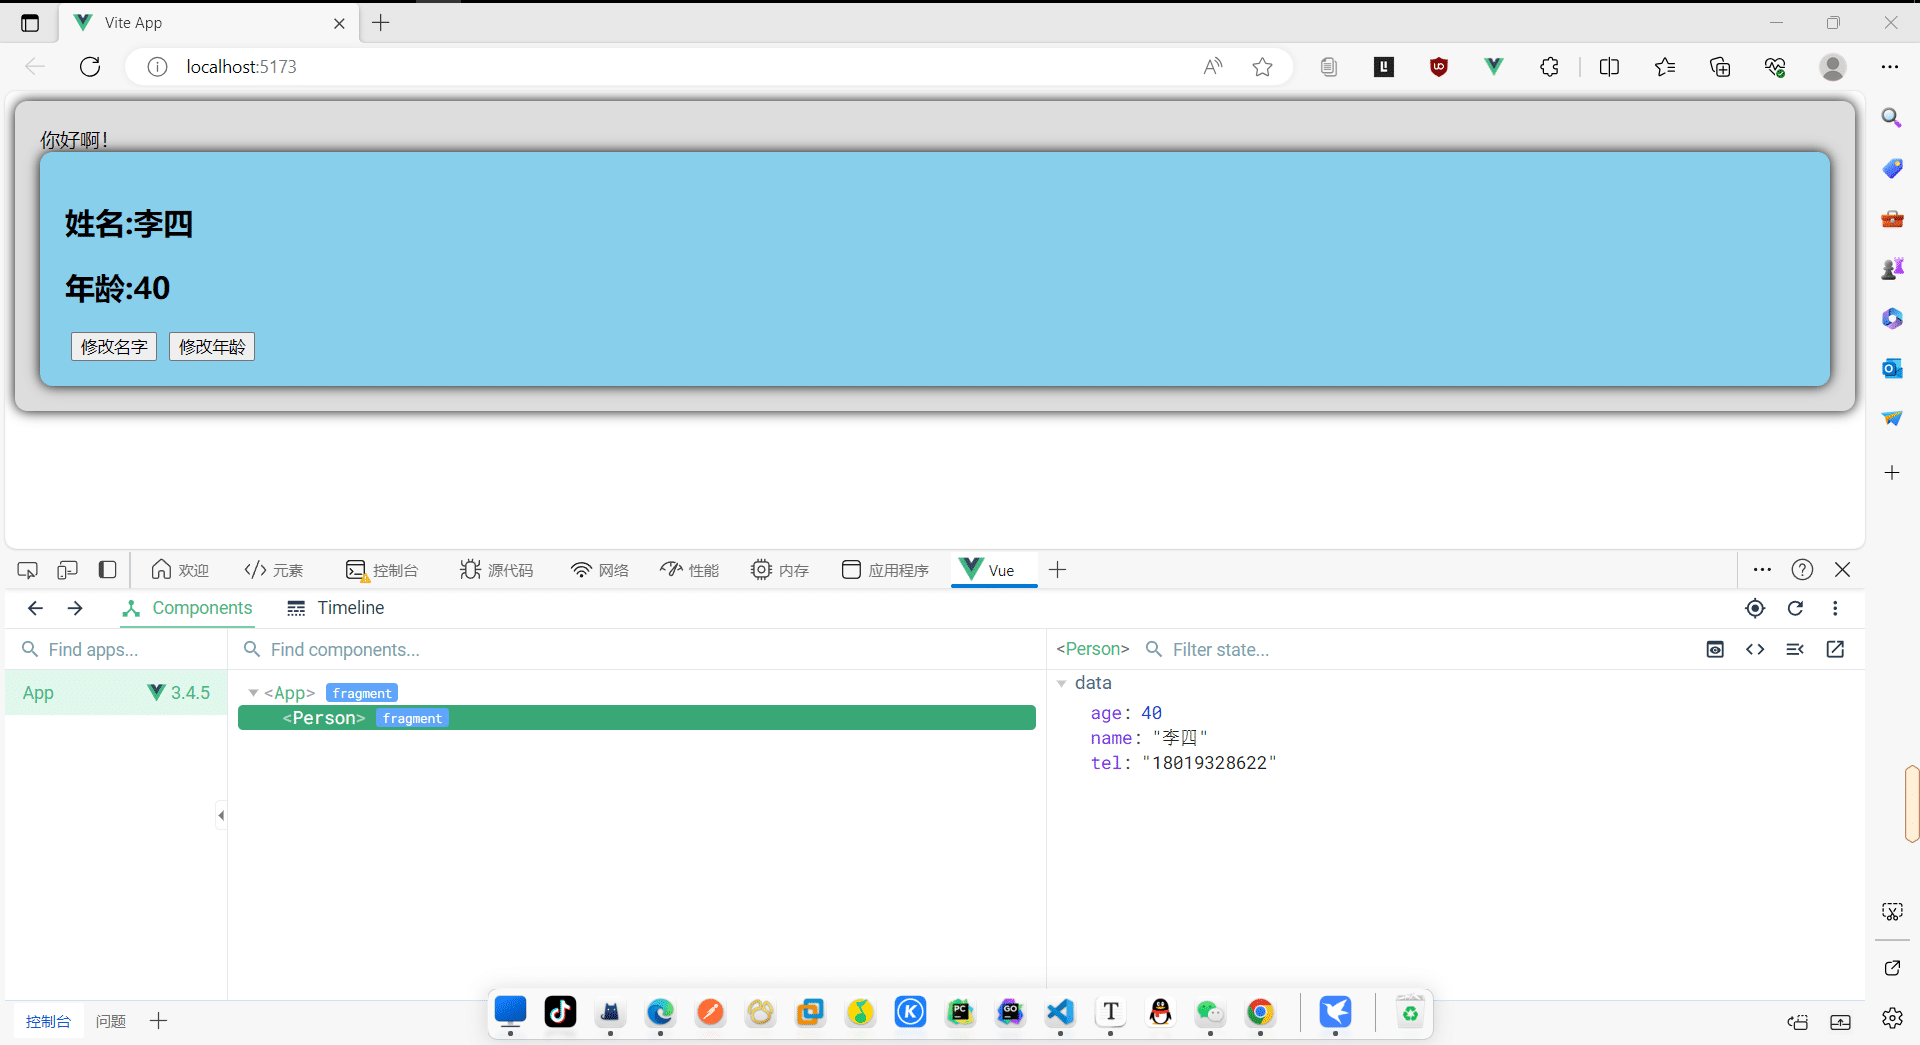 Vite App
localhost:5173
你好啊！
姓名:李四
年龄:40
修改名字 修改年龄
欢迎 元素 控制台 源代码 网络 性能 内存 应用程序 Vue
Components Timeline
Find apps... Find components... <Person> Filter state...
App 3.4.5
<App> fragment
<Person> fragment
data
age: 40
name: "李四"
tel: "18019328622"
控制台 问题